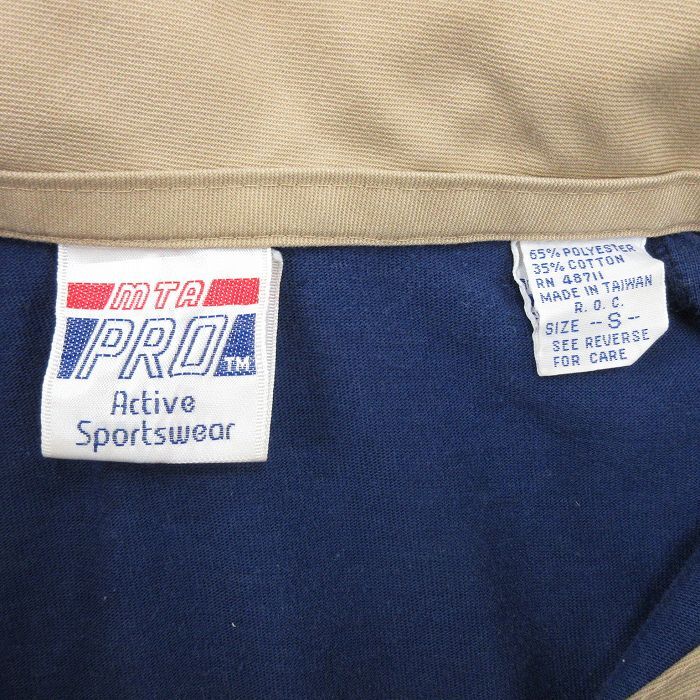 MTA
PRO TM
Active
Sportswear
65% POLYESTER
35% COTTON
RN 48711
MADE IN TAIWAN
R.O.C.
SIZE --S--
SEE REVERSE
FOR CARE